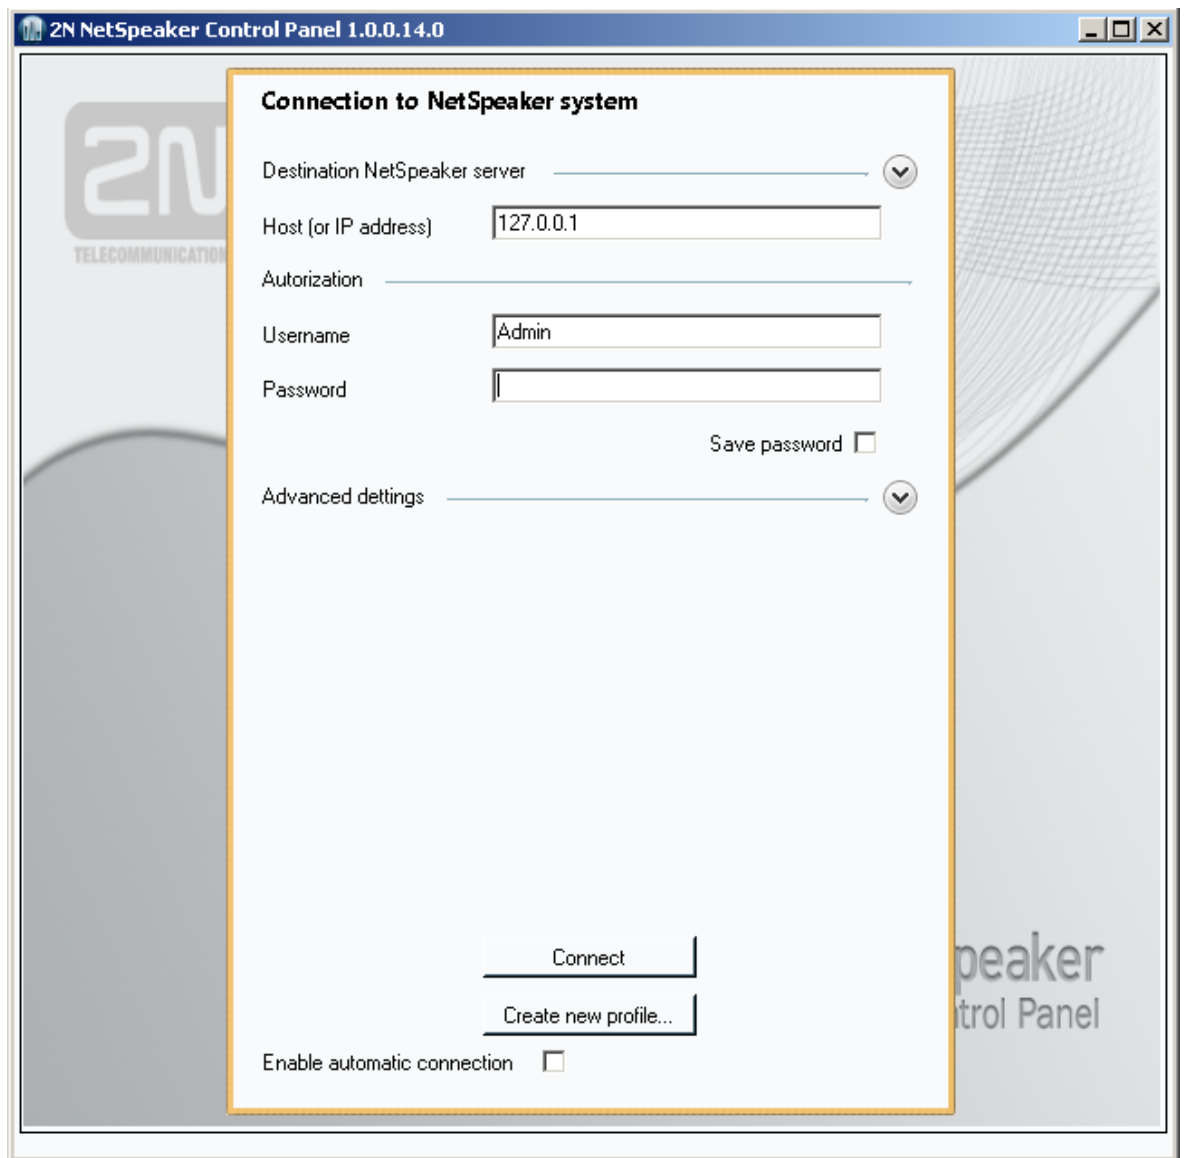 2N NetSpeaker Control Panel 1.0.0.14.0
2N
TELECOMMUNICATION
Connection to NetSpeaker system
Destination NetSpeaker server
Host (or IP address) 127.0.0.1
Autorization
Username Admin
Password
Save password
Advanced dettings
Connect
Create new profile...
Enable automatic connection
peaker
trol Panel